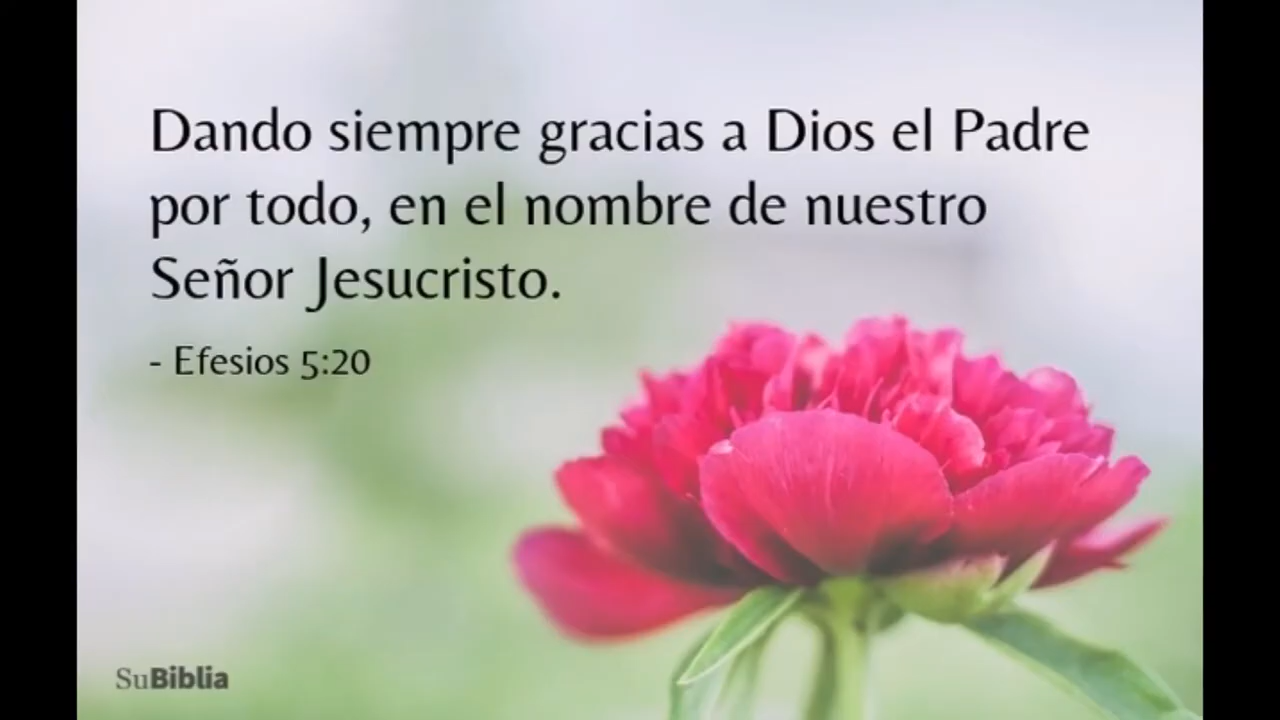 Dando siempre gracias a Dios el Padre
por todo, en el nombre de nuestro
Señor Jesucristo.
- Efesios 5:20
SuBiblia